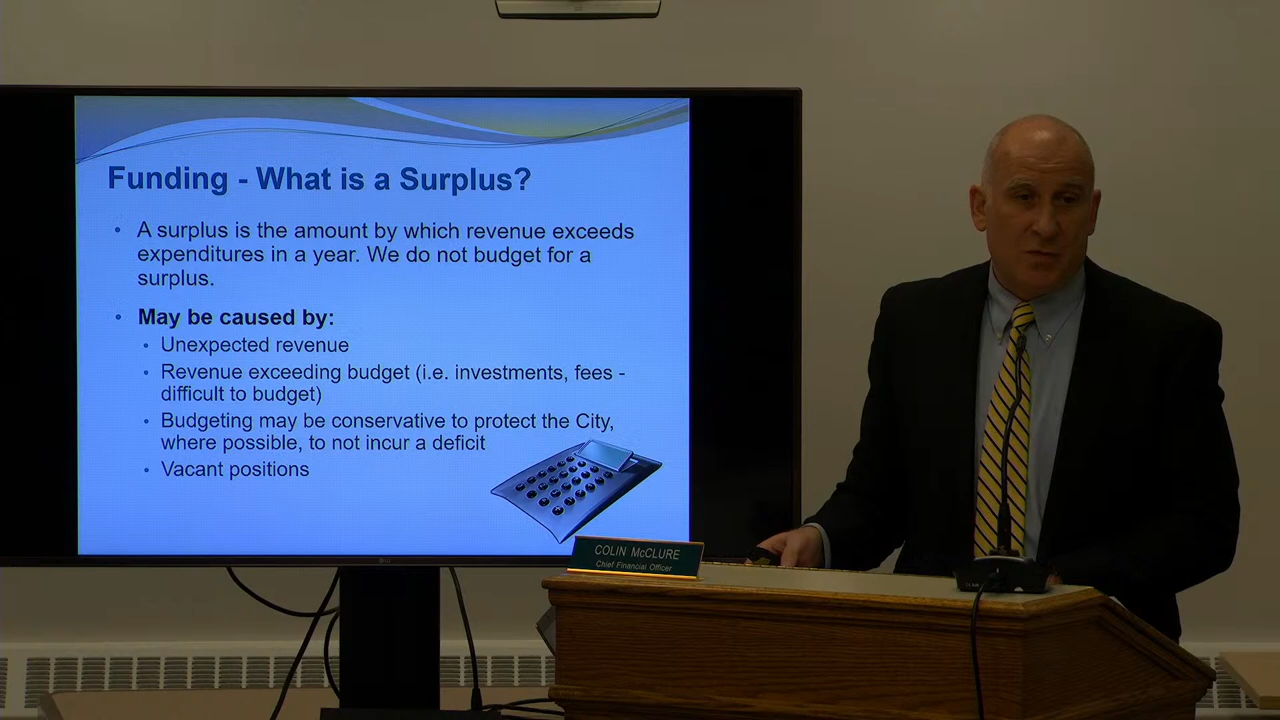 Funding - What is a Surplus?
• A surplus is the amount by which revenue exceeds
expenditures in a year. We do not budget for a
surplus.
• May be caused by:
• Unexpected revenue
• Revenue exceeding budget (i.e. investments, fees -
difficult to budget)
• Budgeting may be conservative to protect the City,
where possible, to not incur a deficit
• Vacant positions
LG
COLIN McCLURE
Chief Financial Officer